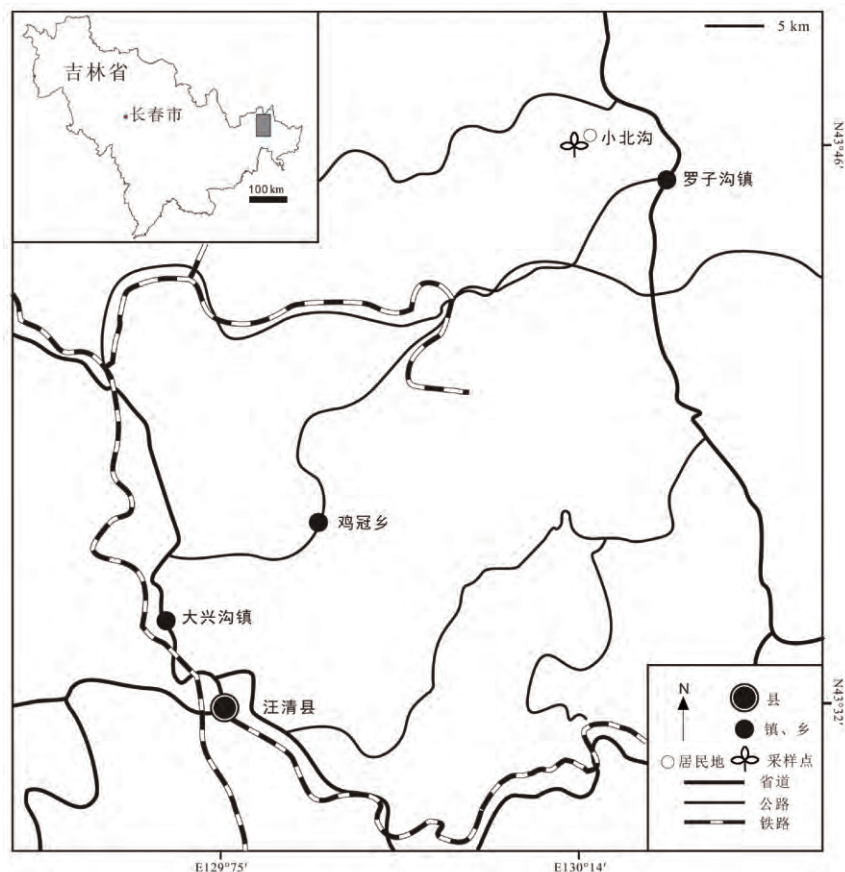 吉林省
长春市
100 km
5 km
小北沟
N43°46′
罗子沟镇
鸡冠乡
大兴沟镇
汪清县
N43°32′
N
县
镇、乡
居民地
采样点
省道
公路
铁路
E129°75′
E130°14′